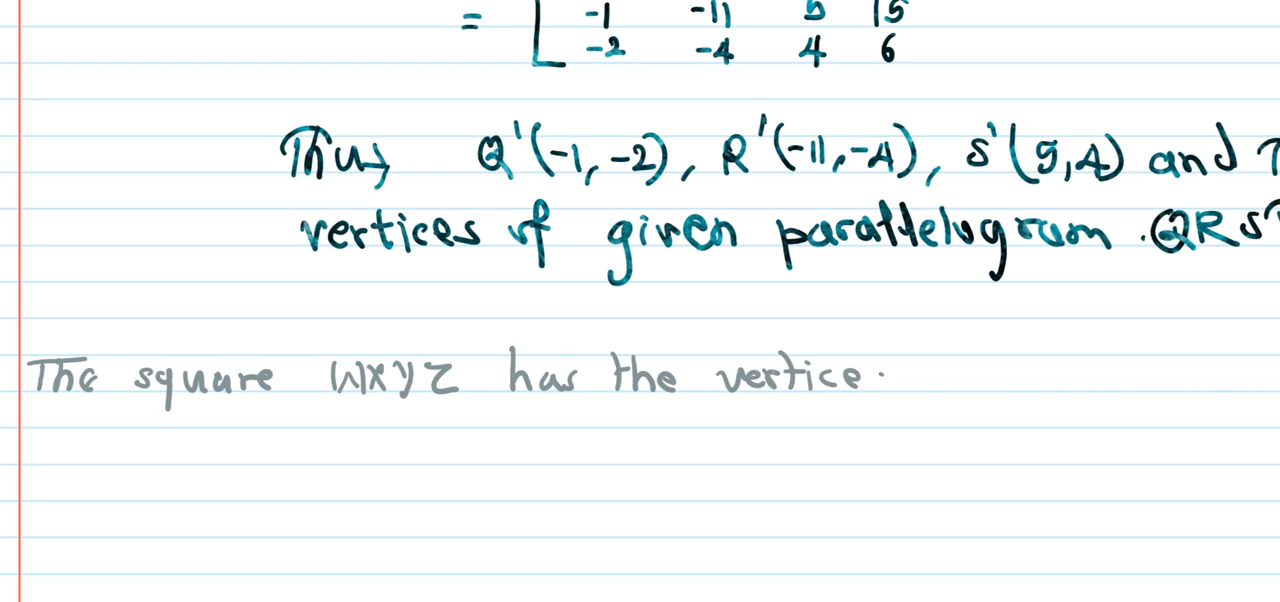 = [ -1 -11 5 15
-2 -4 4 6
Thus Q'(-1, -2), R'(-11, -4), S'(5,4) and
vertices of given parallelogram . QRS
The square WXYZ has the vertice.